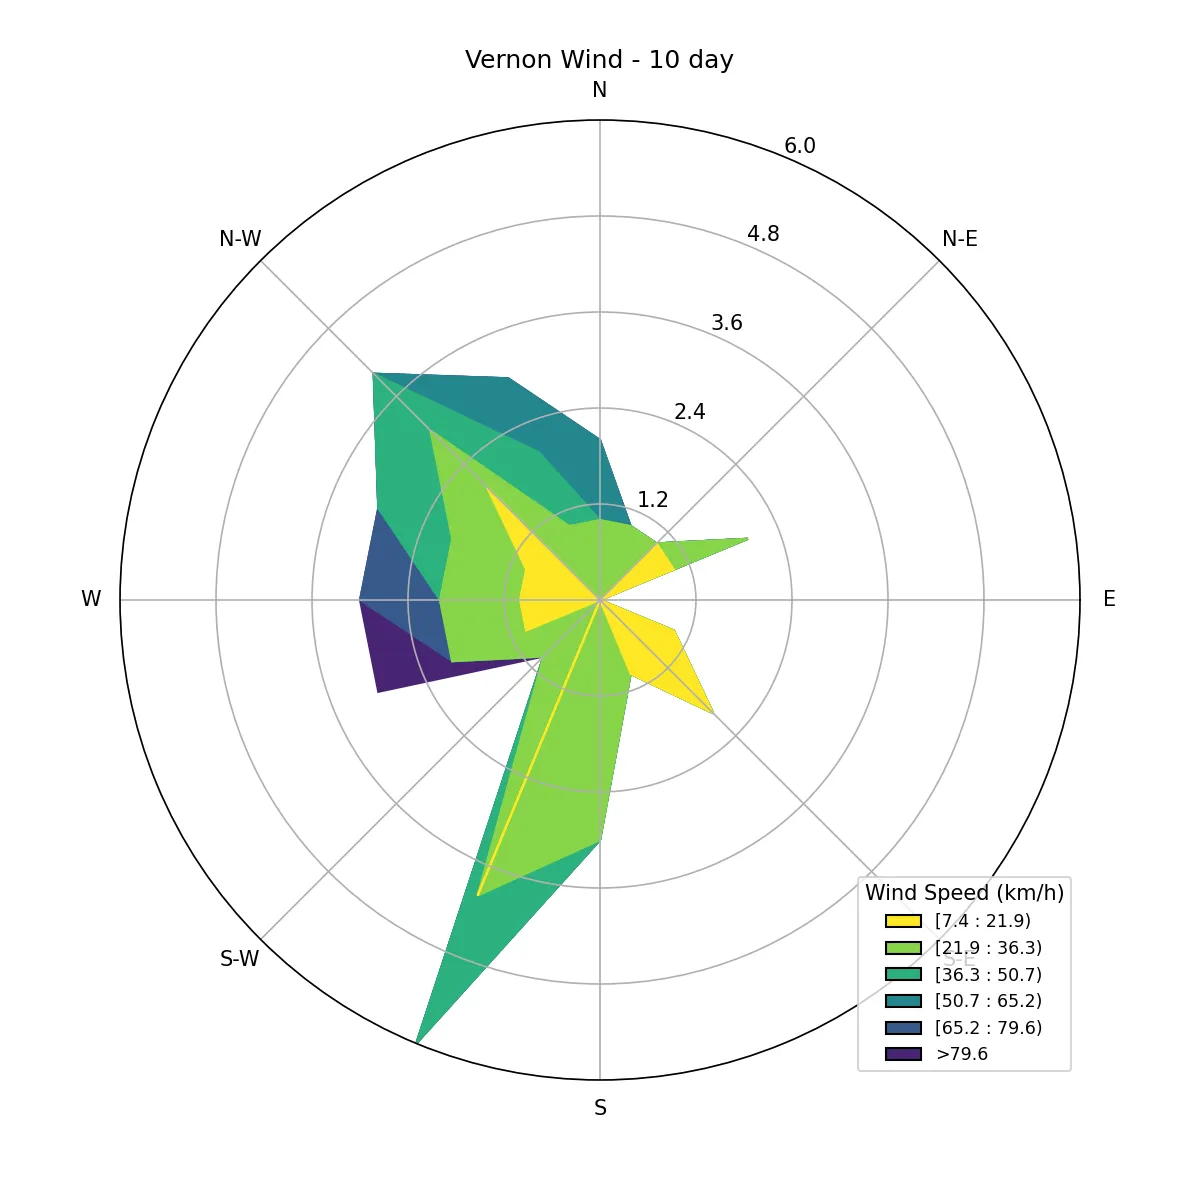 Vernon Wind - 10 day
N
6.0
4.8
N-W
N-E
3.6
2.4
1.2
W
E
S-W
S-E
S
Wind Speed (km/h)
[7.4 : 21.9)
[21.9 : 36.3)
[36.3 : 50.7)
[50.7 : 65.2)
[65.2 : 79.6)
>79.6